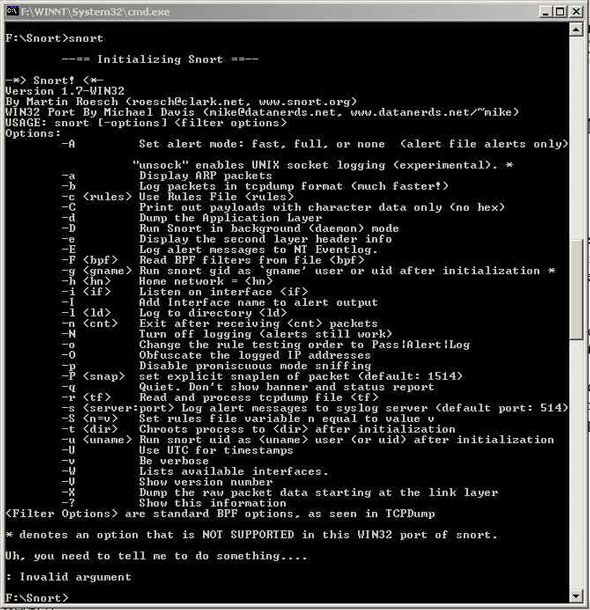 F:\WINNT\System32\cmd.exe
F:\Snort>snort
--== Initializing Snort ==--
-*> Snort! <*-
Version 1.7-WIN32
By Martin Roesch (roesch@clark.net, www.snort.org)
WIN32 Port By Michael Davis (mike@datanerds.net, www.datanerds.net/~mike)
USAGE: snort [-options] <filter options>
Options:
-A Set alert mode: fast, full, or none (alert file alerts only)
"unsock" enables UNIX socket logging (experimental). *
-a Display ARP packets
-b Log packets in tcpdump format (much faster!)
-c <rules> Use Rules File <rules>
-C Print out payloads with character data only (no hex)
-d Dump the Application Layer
-D Run Snort in background (daemon) mode
-e Display the second layer header info
-E Log alert messages to NT Eventlog.
-F <bpf> Read BPF filters from file <bpf>
-g <gname> Run snort gid as `gname' user or uid after initialization *
-h <hn> Home network = <hn>
-i <if> Listen on interface <if>
-I Add Interface name to alert output
-l <ld> Log to directory <ld>
-n <cnt> Exit after receiving <cnt> packets
-N Turn off logging (alerts still work)
-o Change the rule testing order to Pass|Alert|Log
-O Obfuscate the logged IP addresses
-p Disable promiscuous mode sniffing
-P <snap> set explicit snaplen of packet (default: 1514)
-q Quiet. Don't show banner and status report
-r <tf> Read and process tcpdump file <tf>
-s <server:port> Log alert messages to syslog server (default port: 514)
-S <n=v> Set rules file variable n equal to value v
-t <dir> Chroots process to <dir> after initialization
-u <uname> Run snort uid as <uname> user (or uid) after initialization
-U Use UTC for timestamps
-v Be verbose
-W Lists available interfaces.
-V Show version number
-X Dump the raw packet data starting at the link layer
-? Show this information
<Filter Options> are standard BPF options, as seen in TCPDump
* denotes an option that is NOT SUPPORTED in this WIN32 port of snort.
Uh, you need to tell me to do something....
: Invalid argument
F:\Snort>